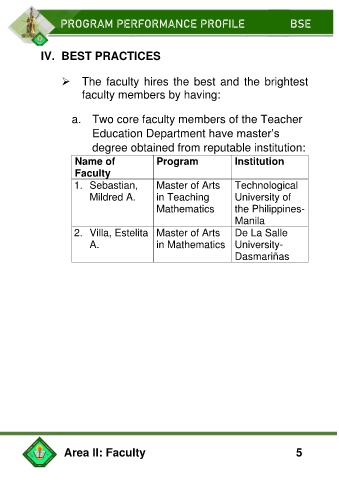 PROGRAM PERFORMANCE PROFILE BSE
IV. BEST PRACTICES
➢ The faculty hires the best and the brightest
faculty members by having:
a. Two core faculty members of the Teacher
Education Department have master’s
degree obtained from reputable institution:
Name of Program Institution
Faculty
1. Sebastian, Master of Arts Technological
Mildred A. in Teaching University of
Mathematics the Philippines-
Manila
2. Villa, Estelita Master of Arts De La Salle
A. in Mathematics University-
Dasmariñas
Area II: Faculty 5